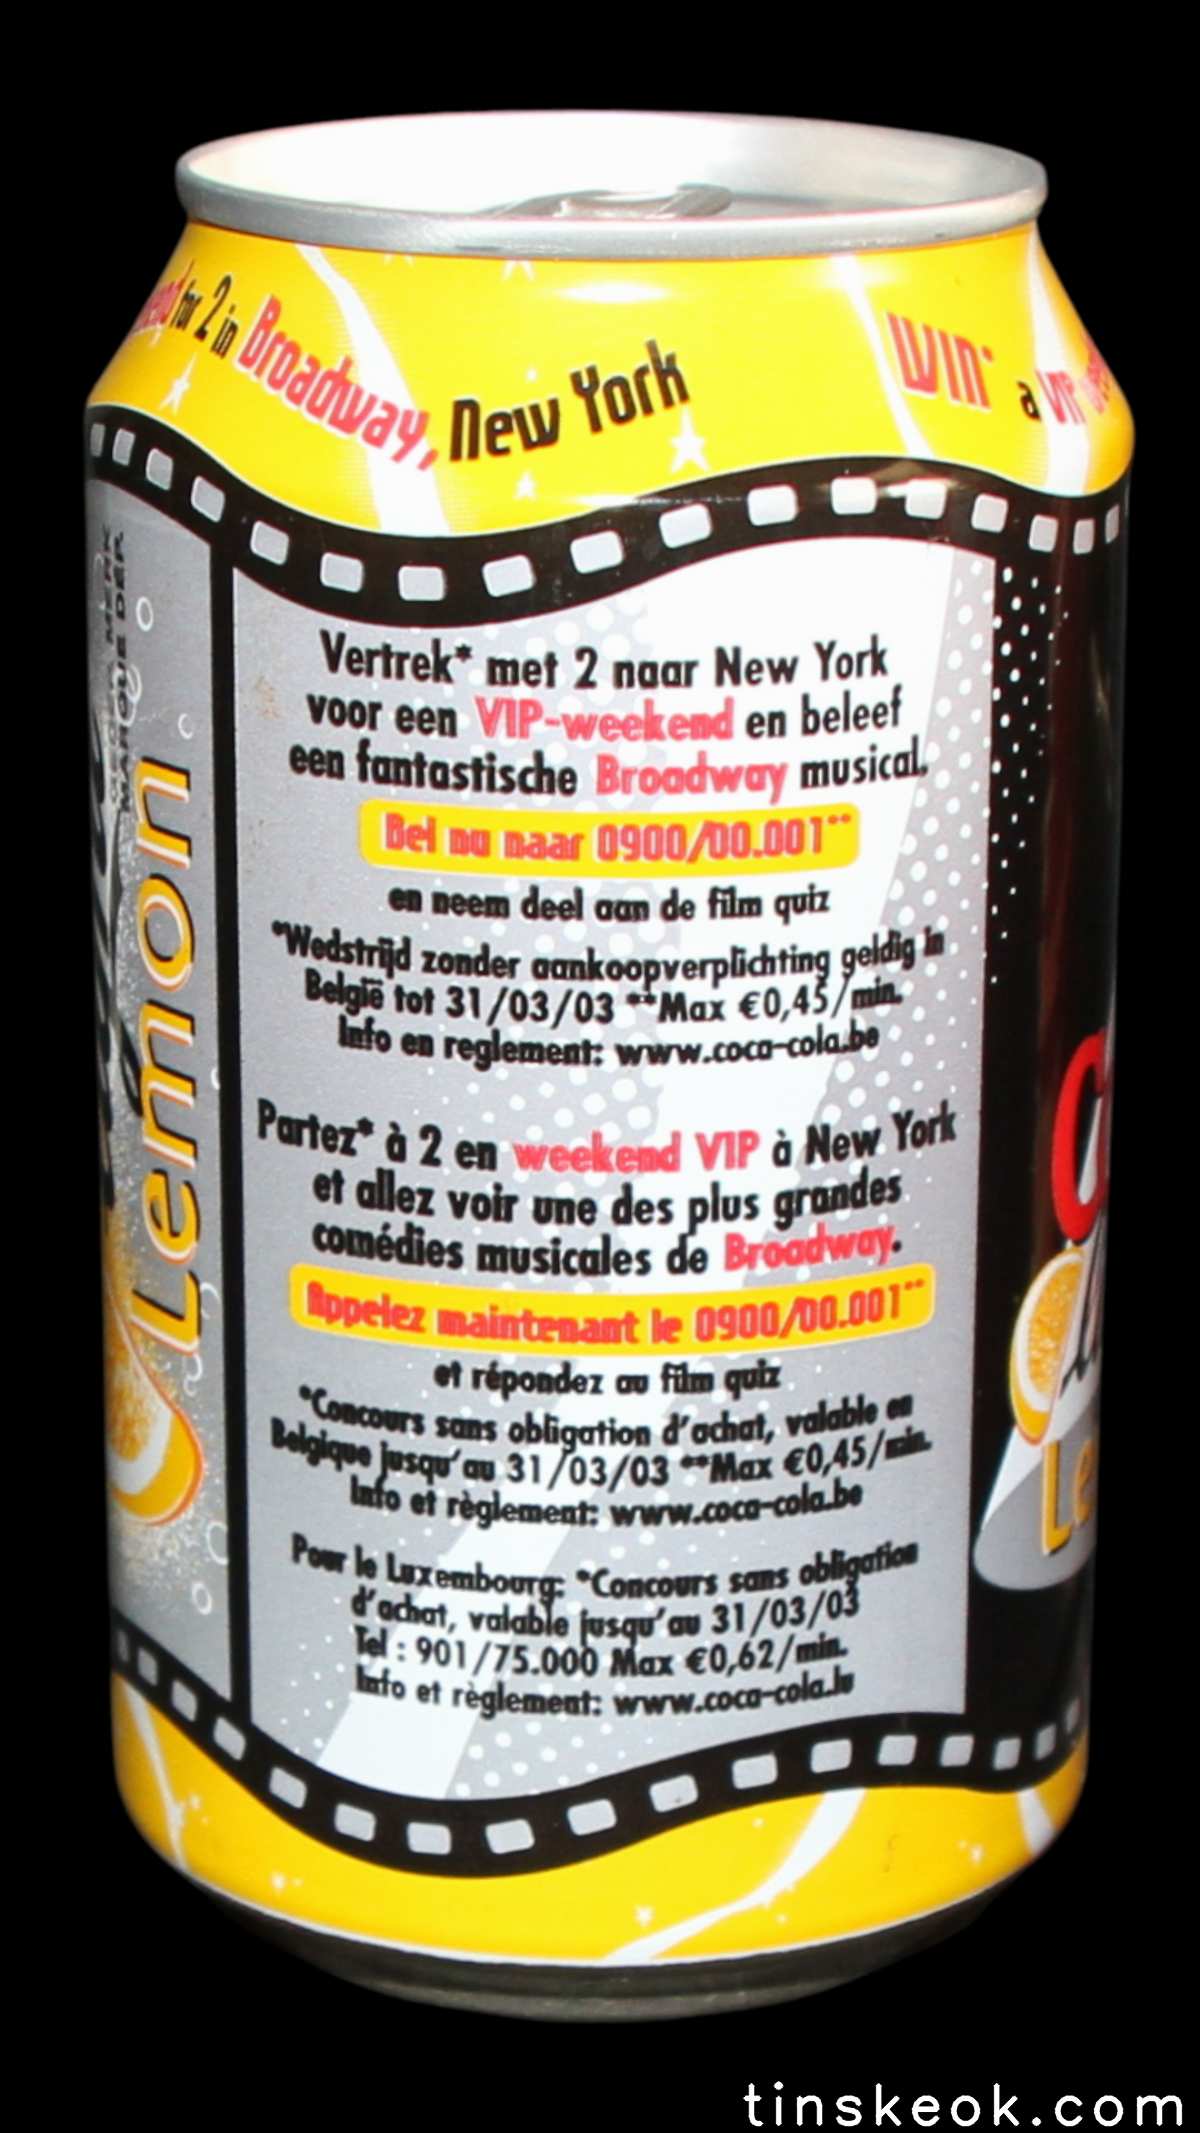 for 2 in Broadway, New York
WIN* a VIP
MERK
MARQUE DÉP
Lemon
Vertrek* met 2 naar New York
voor een VIP-weekend en beleef
een fantastische Broadway musical.
Bel nu naar 0900/00.001**
en neem deel aan de film quiz
*Wedstrijd zonder aankoopverplichting geldig in
België tot 31/03/03 **Max €0,45/min.
Info en reglement: www.coca-cola.be
Partez* à 2 en weekend VIP à New York
et allez voir une des plus grandes
comédies musicales de Broadway.
Appelez maintenant le 0900/00.001**
et répondez au film quiz
*Concours sans obligation d'achat, valable en
Belgique jusqu'au 31/03/03 **Max €0,45/min.
Info et règlement: www.coca-cola.be
Pour le Luxembourg: *Concours sans obligation
d'achat, valable jusqu'au 31/03/03
Tel : 901/75.000 Max €0,62/min.
Info et règlement: www.coca-cola.lu
tinskeok.com